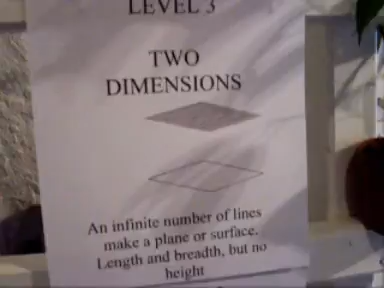 LEVEL 3
TWO
DIMENSIONS
An infinite number of lines
make a plane or surface.
Length and breadth, but no
height